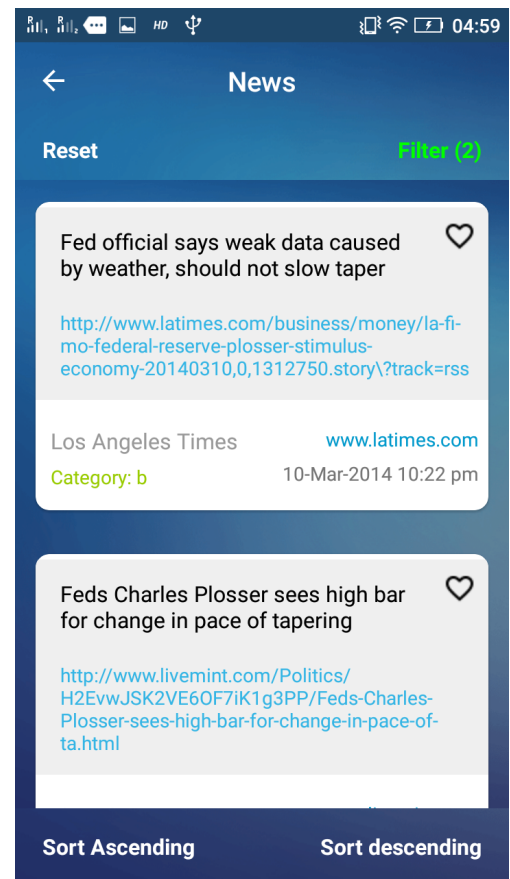 R 1 R 2 HD 04:59
News
Reset Filter (2)
Fed official says weak data caused
by weather, should not slow taper
http://www.latimes.com/business/money/la-fi-
mo-federal-reserve-plosser-stimulus-
economy-20140310,0,1312750.story\?track=rss
Los Angeles Times www.latimes.com
Category: b 10-Mar-2014 10:22 pm
Feds Charles Plosser sees high bar
for change in pace of tapering
http://www.livemint.com/Politics/
H2EvwJSK2VE6OF7iK1g3PP/Feds-Charles-
Plosser-sees-high-bar-for-change-in-pace-of-
ta.html
Sort Ascending Sort descending